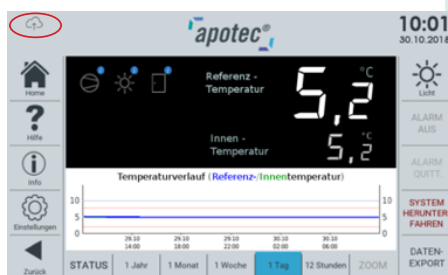 apotec®
10:01
30.10.2018
Home
Hilfe
Info
Einstellungen
Zurück
Referenz -
Temperatur
5,2 °C
Innen -
Temperatur
5,2 °C
Licht
ALARM
AUS
ALARM
QUITT.
SYSTEM
HERUNTER
FAHREN
DATEN-
EXPORT
Temperaturverlauf (Referenz-/Innentemperatur)
10
5
0
10
5
0
29.10 29.10 29.10 30.10 30.10
14:00 18:00 22:00 02:00 06:00
STATUS 1 Jahr 1 Monat 1 Woche 1 Tag 12 Stunden ZOOM